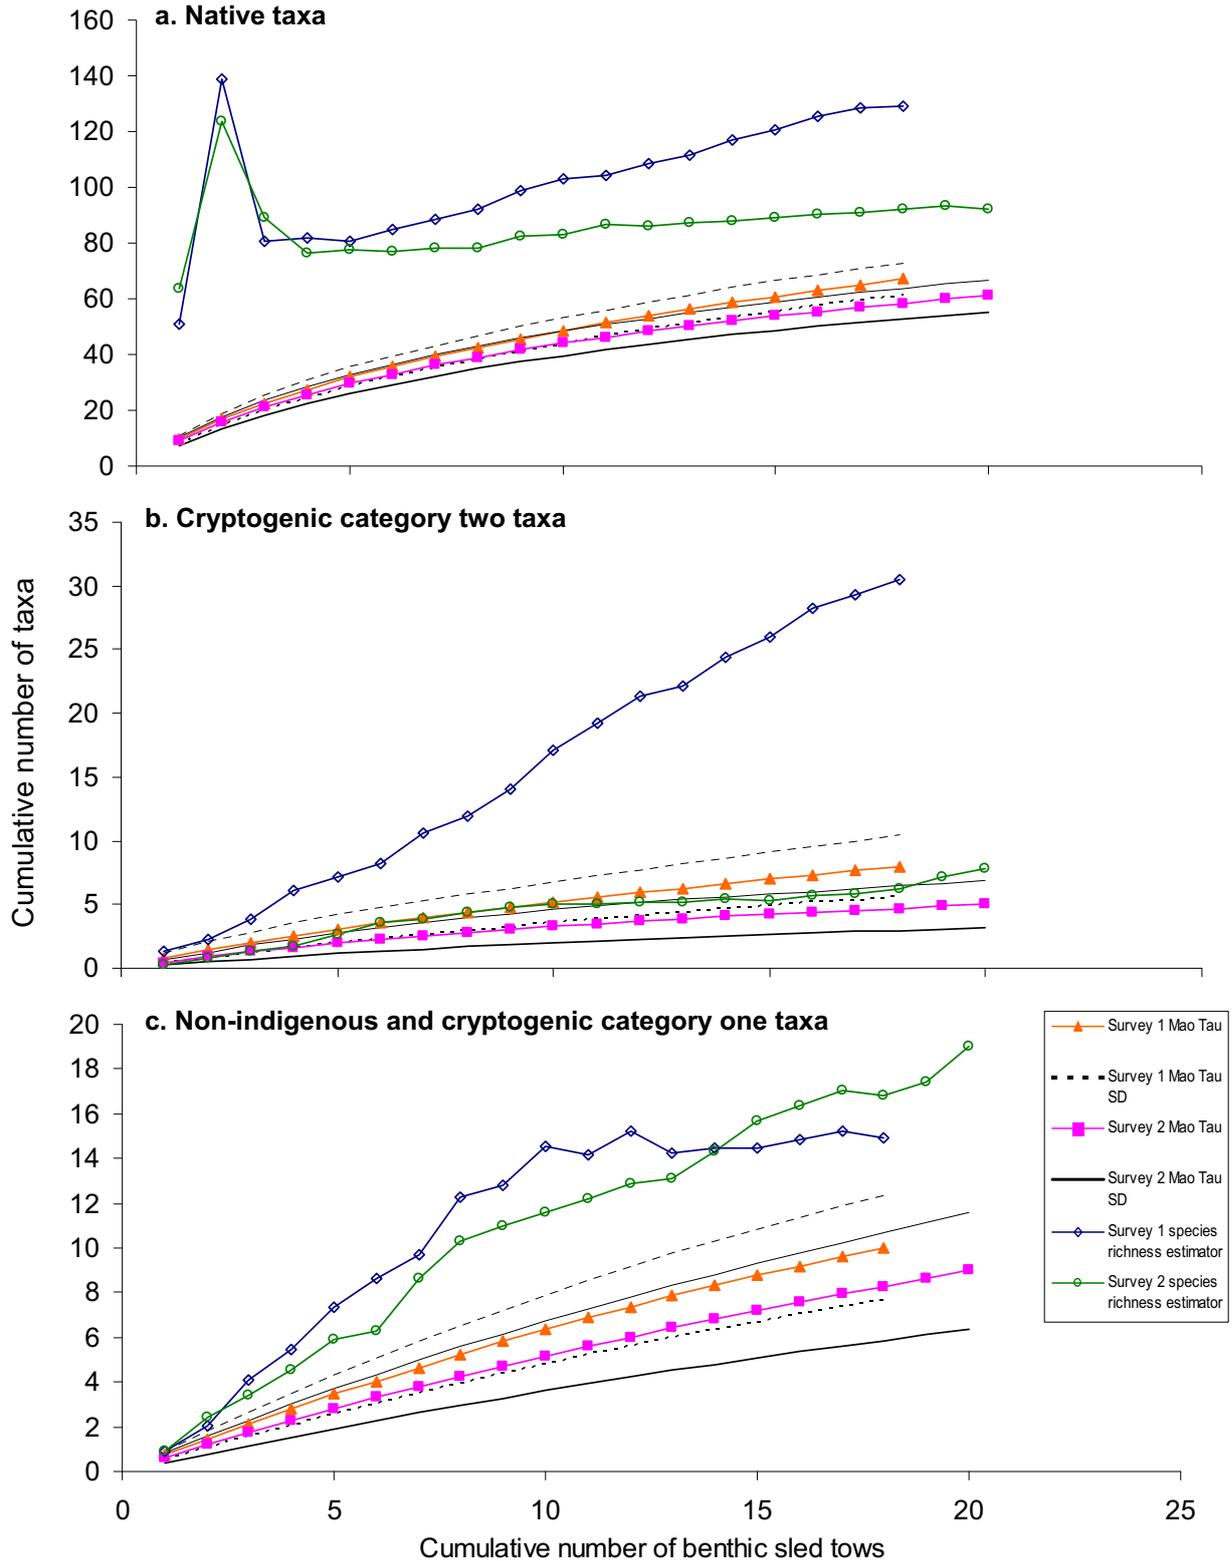 a. Native taxa
160
140
120
100
80
60
40
20
0
b. Cryptogenic category two taxa
35
30
25
20
15
10
5
0
Cumulative number of taxa
c. Non-indigenous and cryptogenic category one taxa
20
18
16
14
12
10
8
6
4
2
0
0 5 10 15 20 25
Cumulative number of benthic sled tows
Survey 1 Mao Tau
Survey 1 Mao Tau
SD
Survey 2 Mao Tau
Survey 2 Mao Tau
SD
Survey 1 species
richness estimator
Survey 2 species
richness estimator